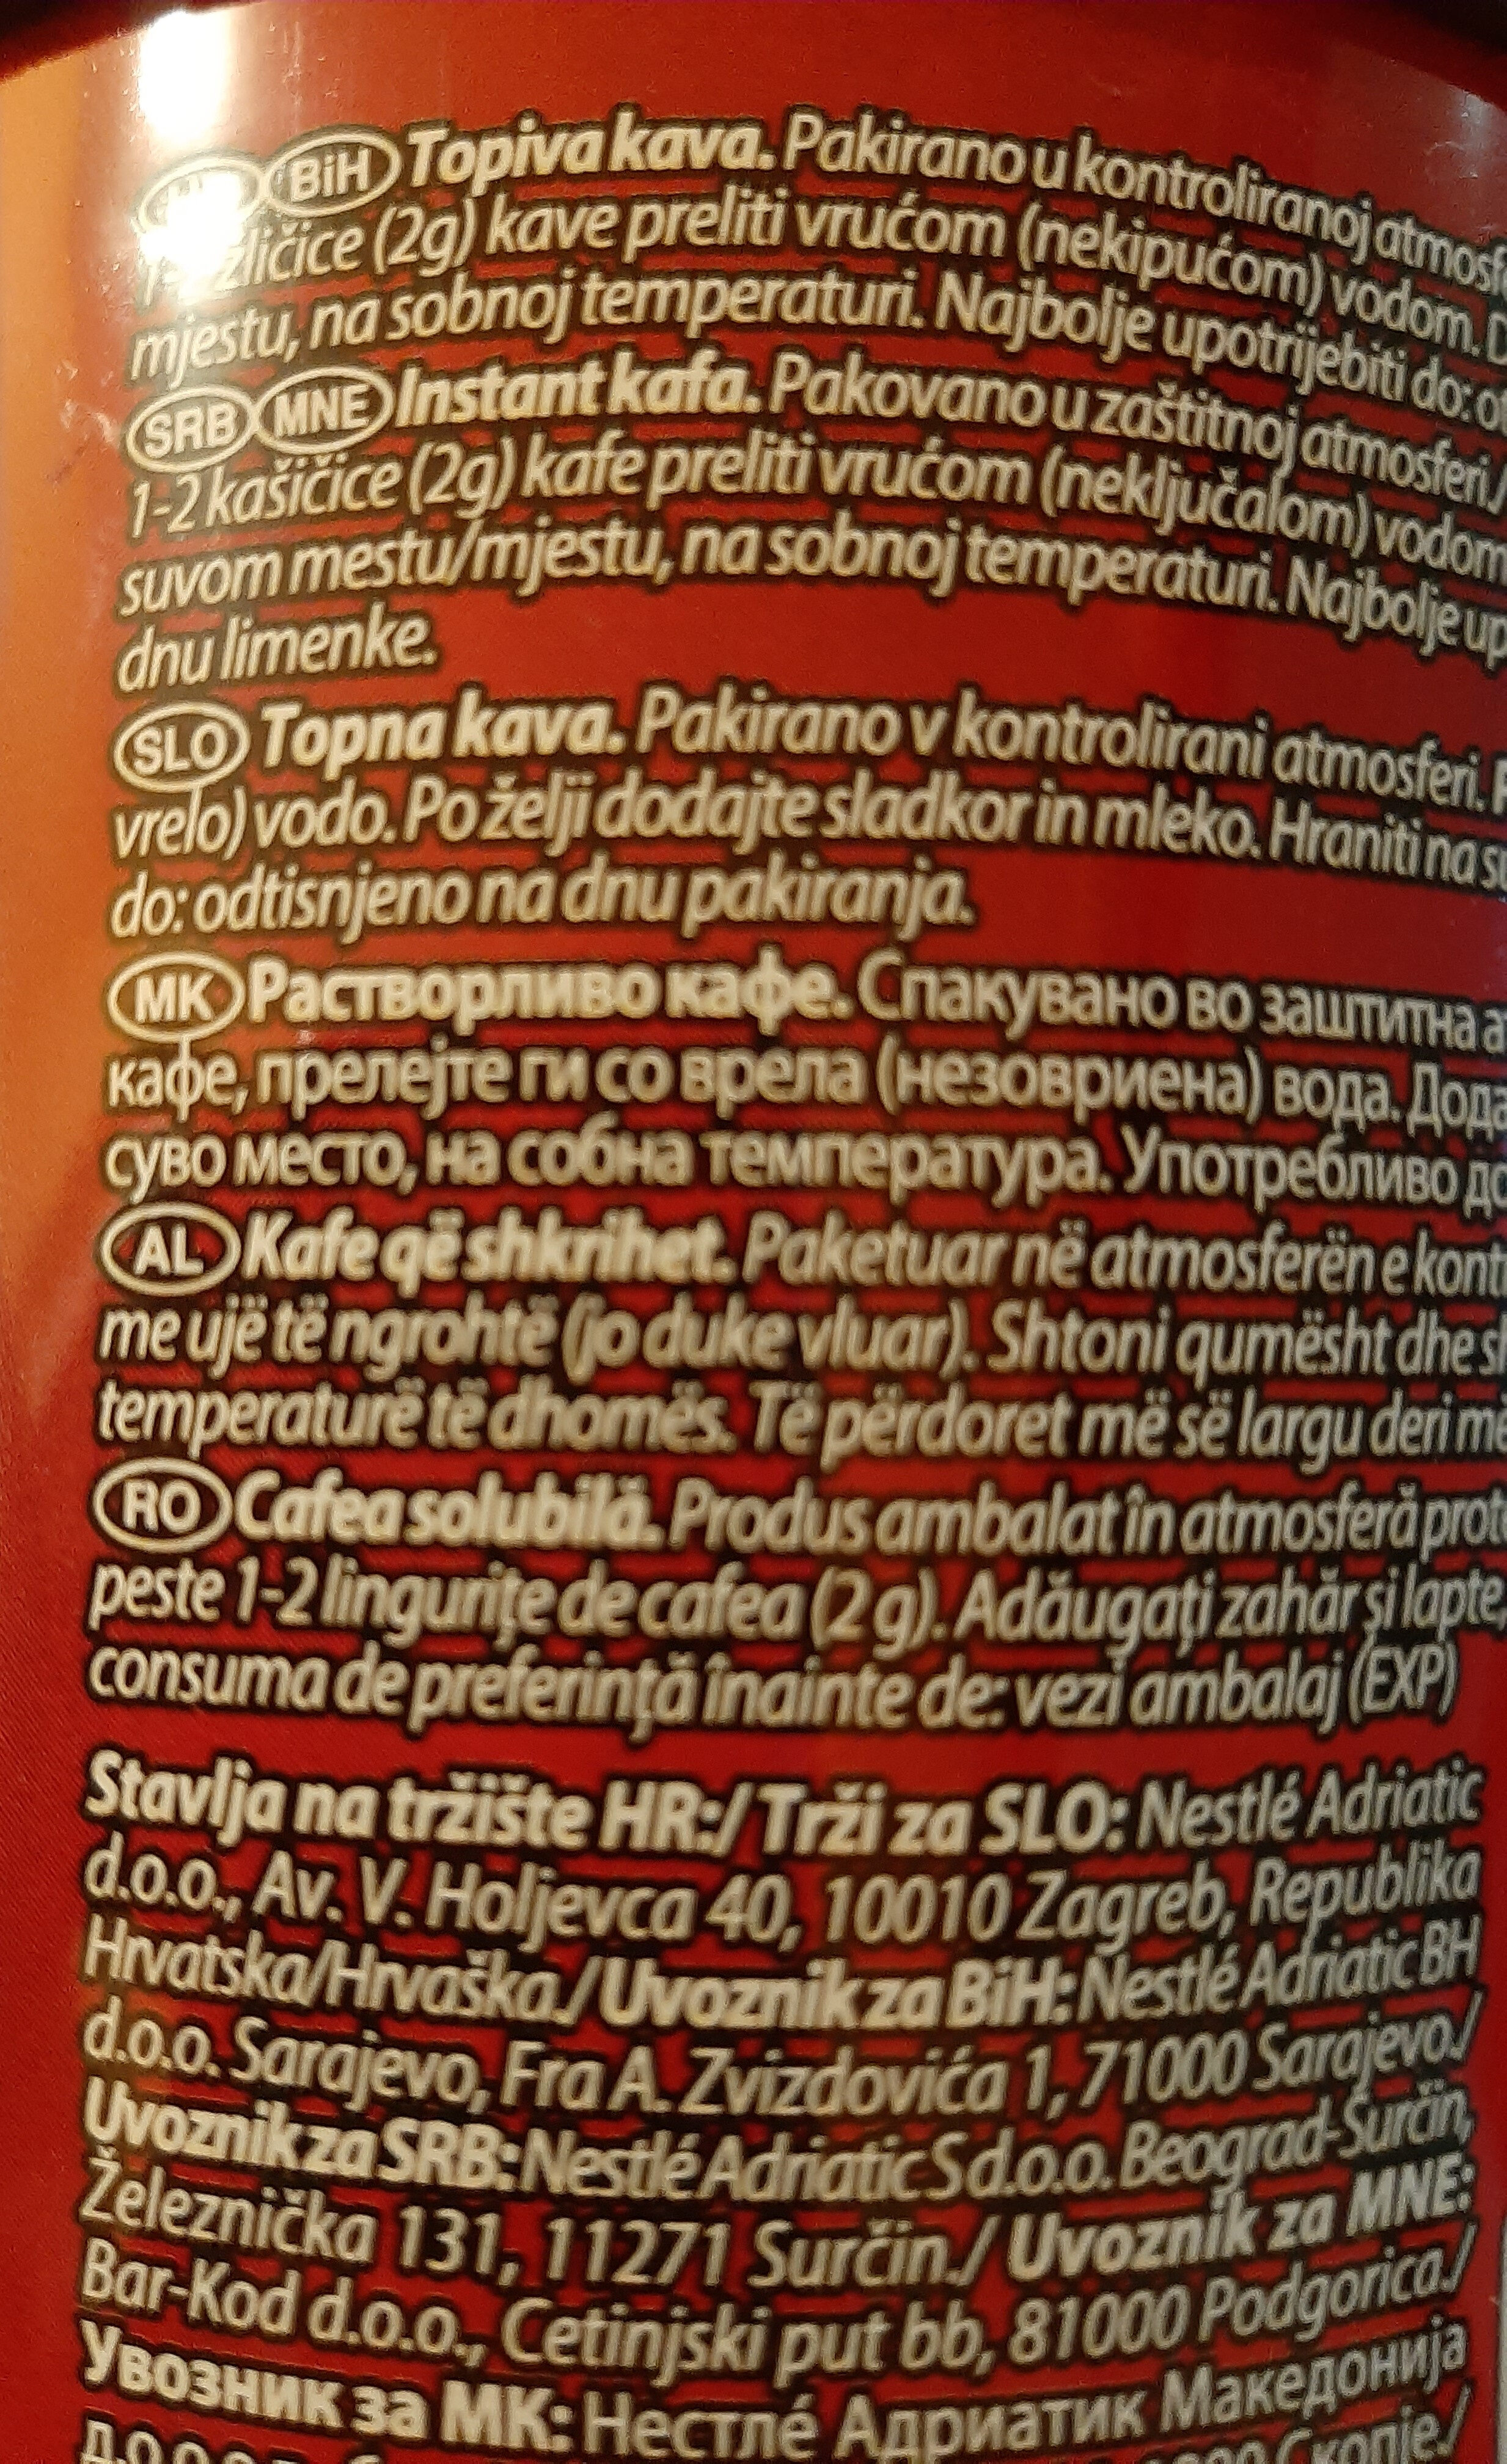 BiH Topiva kava. Pakirano u kontroliranoj
(2g) kave preliti vrućom (nekipućom) vodom.
mjestu, na sobnoj temperaturi. Najbolje upotrijebiti do:
SRB MNE Instant kafa. Pakovano u zaštitnoj atmosferi./
1-2 kašičice (2g) kafe preliti vrućom (neključalom)
suvom mestu/mjestu, na sobnoj temperaturi. Najbolje
dnu limenke.
SLO Topna kava. Pakirano v kontrolirani atmosferi.
vrelo) vodo. Po želji dodajte sladkor in mleko. Hraniti na
do: odtisnjeno na dnu pakiranja.
MK Растворливо кафе. Спакувано во заштитна
кафе, прелејте ги со врела (незовриена) вода.
суво место, на собна температура. Употребливо
AL Kafe që shkrihet. Paketuar në atmosferën e
me ujë të ngrohtë (jo duke vluar). Shtoni qumësht dhe
temperaturë të dhomës. Të përdoret më së largu deri
RO Cafea solubilă. Produs ambalat în atmosferă
peste 1-2 lingurițe de cafea (2 g). Adăugați zahăr și lapte,
consuma de preferință înainte de: vezi ambalaj (EXP)
Stavlja na tržište HR:/ Trži za SLO: Nestlé Adriatic
d.o.o., Av. V. Holjevca 40, 10010 Zagreb, Republika
Hrvatska/Hrvaška./ Uvoznik za BiH: Nestlé Adriatic BH
d.o.o. Sarajevo, Fra A. Zvizdovića 1, 71000 Sarajevo./
Uvoznik za SRB: Nestlé Adriatic S d.o.o. Beograd-Surčin,
Železnička 131, 11271 Surčin./ Uvoznik za MNE:
Bar-Kod d.o.o., Cetinjski put bb, 81000 Podgorica./
Увозник за МК: Нестлé Адриатик Македонија
Скопје./